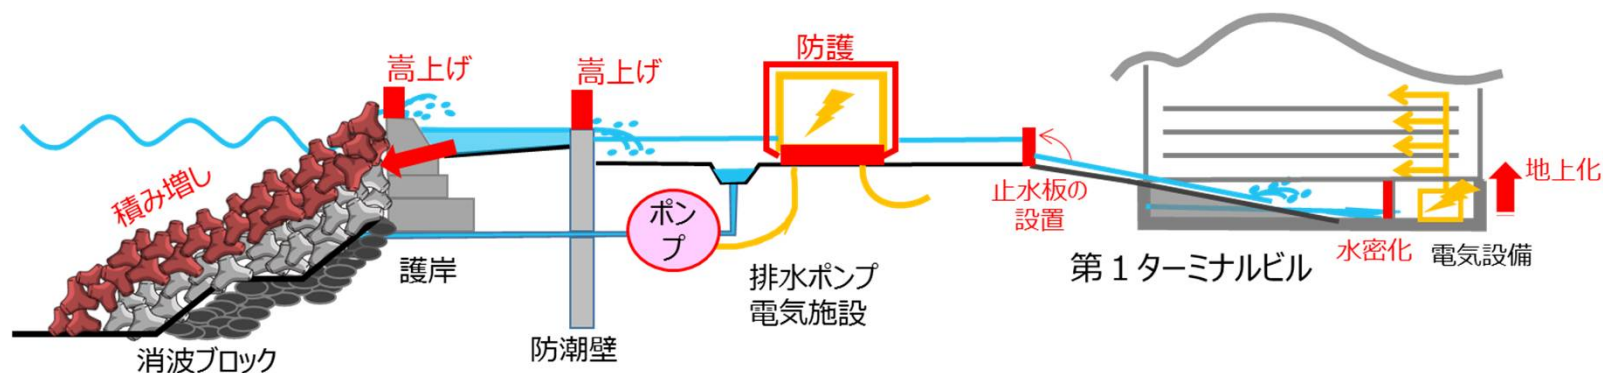 嵩上げ
嵩上げ
防護
積み増し
ポン
プ
止水板の
設置
地上化
水密化
電気設備
護岸
排水ポンプ
電気施設
第１ターミナルビル
防潮壁
消波ブロック